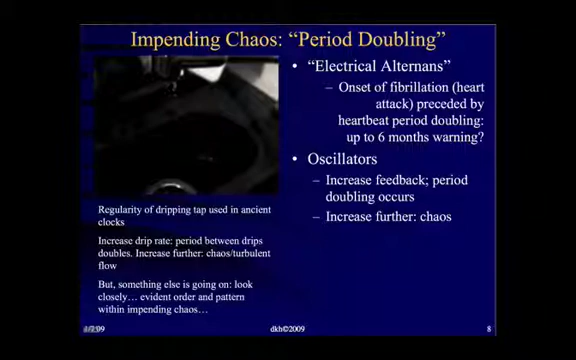 Impending Chaos: “Period Doubling”
• “Electrical Alternans”
– Onset of fibrillation (heart
attack) preceded by
heartbeat period doubling:
up to 6 months warning?
• Oscillators
– Increase feedback; period
doubling occurs
– Increase further: chaos
Regularity of dripping tap used in ancient
clocks
Increase drip rate: period between drips
doubles. Increase further: chaos/turbulent
flow
But, something else is going on: look
closely… evident order and pattern
within impending chaos…
dkh©2009
8